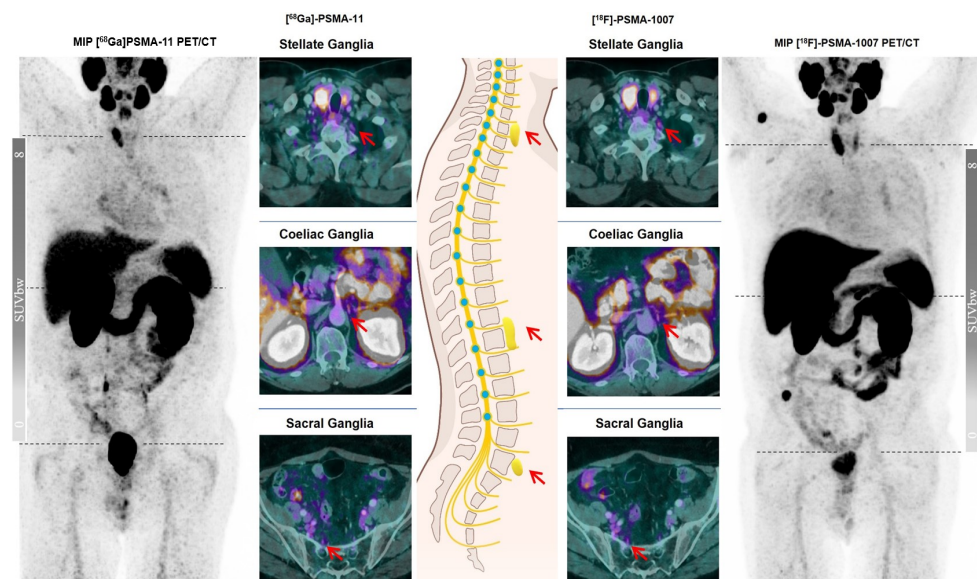 MIP [⁶⁸Ga]PSMA-11 PET/CT
8
SUVbw
0
[⁶⁸Ga]-PSMA-11
Stellate Ganglia
Coeliac Ganglia
Sacral Ganglia
[¹⁸F]-PSMA-1007
Stellate Ganglia
Coeliac Ganglia
Sacral Ganglia
MIP [¹⁸F]-PSMA-1007 PET/CT
8
SUVbw
0